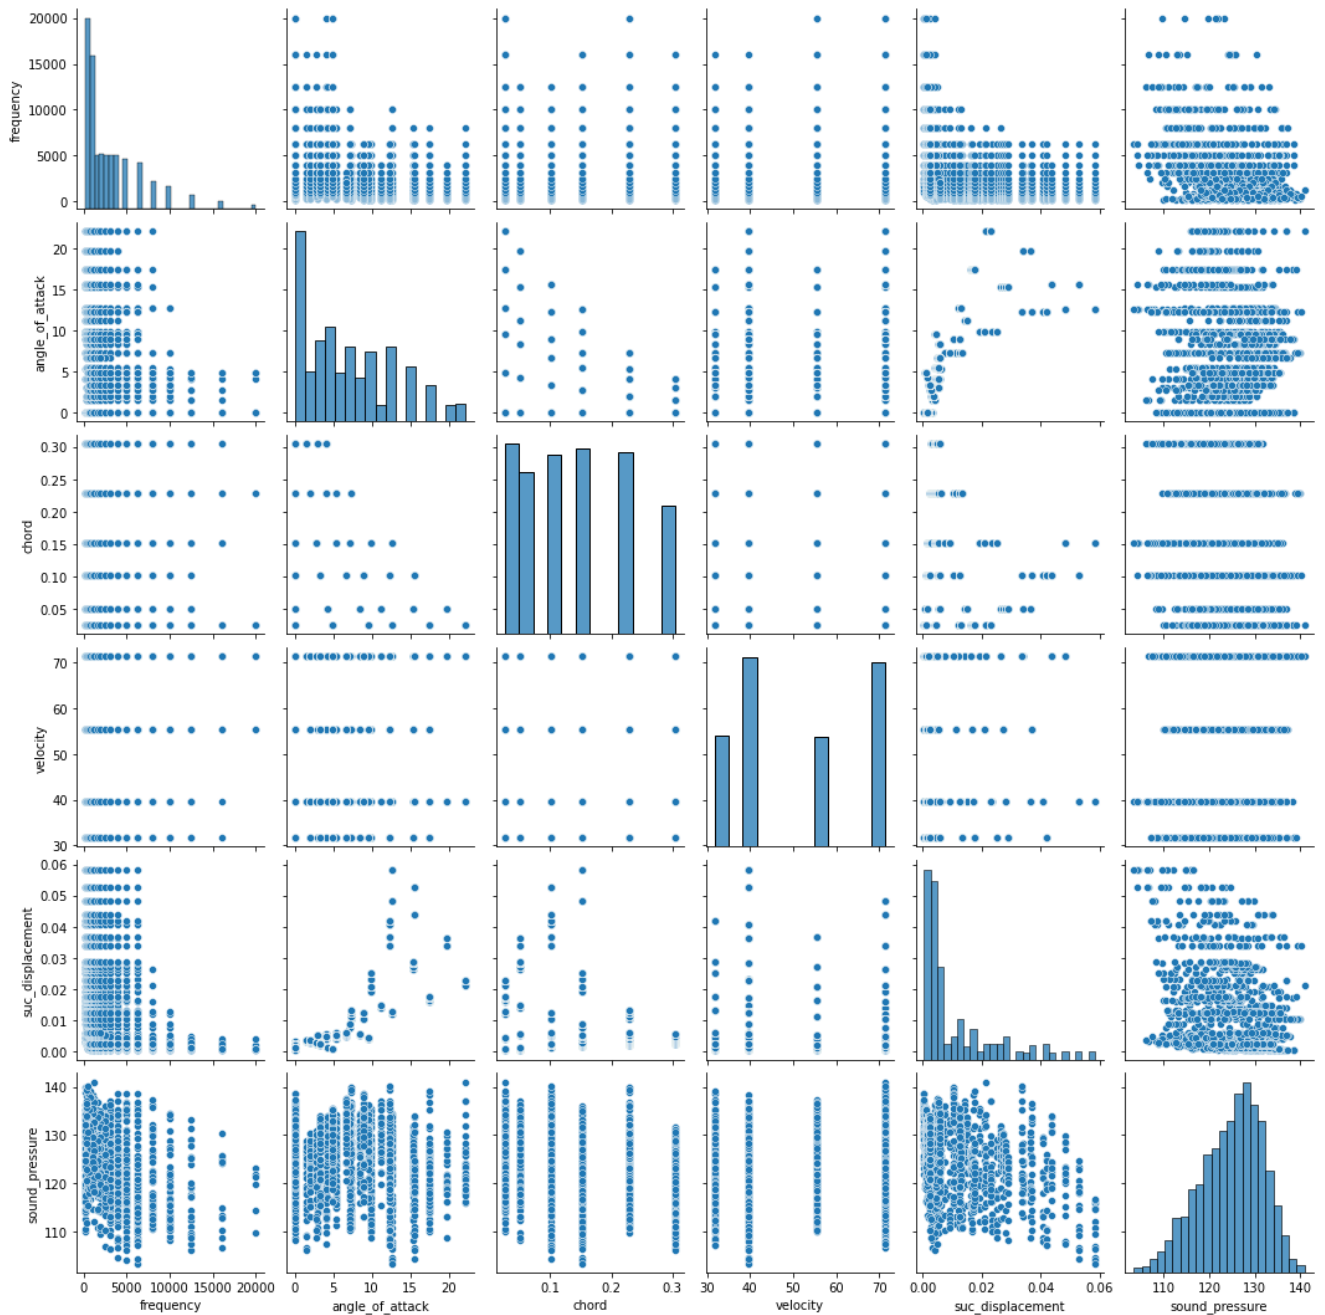 20000
15000
10000
5000
0
frequency
20
15
10
5
0
angle_of_attack
0.30
0.25
0.20
0.15
0.10
0.05
chord
70
60
50
40
30
velocity
0.06
0.05
0.04
0.03
0.02
0.01
0.00
suc_displacement
140
130
120
110
sound_pressure
0 5000 10000 15000 20000
0 5 10 15 20
0.1 0.2 0.3
30 40 50 60 70
0.00 0.02 0.04 0.06
110 120 130 140
frequency angle_of_attack chord velocity suc_displacement sound_pressure